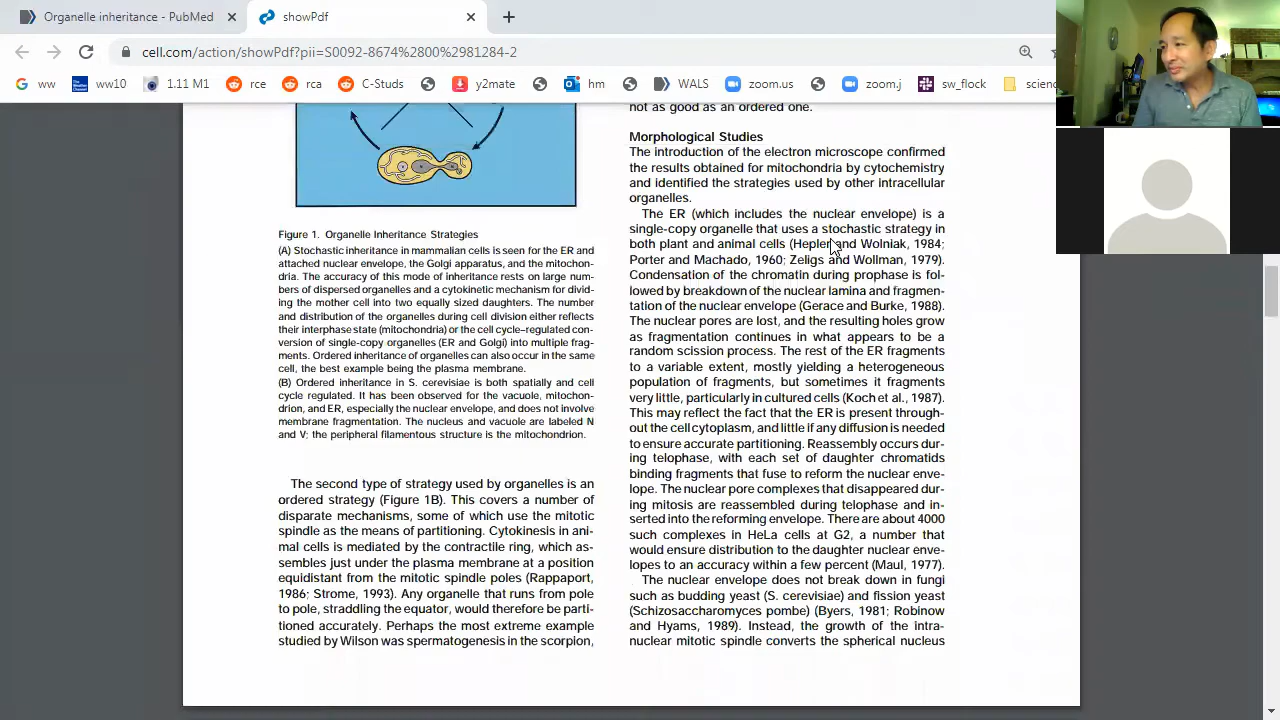 Organelle inheritance - PubMed
showPdf
cell.com/action/showPdf?pii=S0092-8674%2800%2981284-2
ww
ww10
1.11 M1
rce
rca
C-Studs
y2mate
hm
WALS
zoom.us
zoom.j
sw_flock
scienc
Figure 1. Organelle Inheritance Strategies
(A) Stochastic inheritance in mammalian cells is seen for the ER and
attached nuclear envelope, the Golgi apparatus, and the mitochon-
dria. The accuracy of this mode of inheritance rests on large num-
bers of dispersed organelles and a cytokinetic mechanism for divid-
ing the mother cell into two equally sized daughters. The number
and distribution of the organelles during cell division either reflects
their interphase state (mitochondria) or the cell cycle–regulated con-
version of single-copy organelles (ER and Golgi) into multiple frag-
ments. Ordered inheritance of organelles can also occur in the same
cell, the best example being the plasma membrane.
(B) Ordered inheritance in S. cerevisiae is both spatially and cell
cycle regulated. It has been observed for the vacuole, mitochon-
drion, and ER, especially the nuclear envelope, and does not involve
membrane fragmentation. The nucleus and vacuole are labeled N
and V; the peripheral filamentous structure is the mitochondrion.
The second type of strategy used by organelles is an
ordered strategy (Figure 1B). This covers a number of
disparate mechanisms, some of which use the mitotic
spindle as the means of partitioning. Cytokinesis in ani-
mal cells is mediated by the contractile ring, which as-
sembles just under the plasma membrane at a position
equidistant from the mitotic spindle poles (Rappaport,
1986; Strome, 1993). Any organelle that runs from pole
to pole, straddling the equator, would therefore be parti-
tioned accurately. Perhaps the most extreme example
studied by Wilson was spermatogenesis in the scorpion,
not as good as an ordered one.
Morphological Studies
The introduction of the electron microscope confirmed
the results obtained for mitochondria by cytochemistry
and identified the strategies used by other intracellular
organelles.
The ER (which includes the nuclear envelope) is a
single-copy organelle that uses a stochastic strategy in
both plant and animal cells (Hepler and Wolniak, 1984;
Porter and Machado, 1960; Zeligs and Wollman, 1979).
Condensation of the chromatin during prophase is fol-
lowed by breakdown of the nuclear lamina and fragmen-
tation of the nuclear envelope (Gerace and Burke, 1988).
The nuclear pores are lost, and the resulting holes grow
as fragmentation continues in what appears to be a
random scission process. The rest of the ER fragments
to a variable extent, mostly yielding a heterogeneous
population of fragments, but sometimes it fragments
very little, particularly in cultured cells (Koch et al., 1987).
This may reflect the fact that the ER is present through-
out the cell cytoplasm, and little if any diffusion is needed
to ensure accurate partitioning. Reassembly occurs dur-
ing telophase, with each set of daughter chromatids
binding fragments that fuse to reform the nuclear enve-
lope. The nuclear pore complexes that disappeared dur-
ing mitosis are reassembled during telophase and in-
serted into the reforming envelope. There are about 4000
such complexes in HeLa cells at G2, a number that
would ensure distribution to the daughter nuclear enve-
lopes to an accuracy within a few percent (Maul, 1977).
The nuclear envelope does not break down in fungi
such as budding yeast (S. cerevisiae) and fission yeast
(Schizosaccharomyces pombe) (Byers, 1981; Robinow
and Hyams, 1989). Instead, the growth of the intra-
nuclear mitotic spindle converts the spherical nucleus